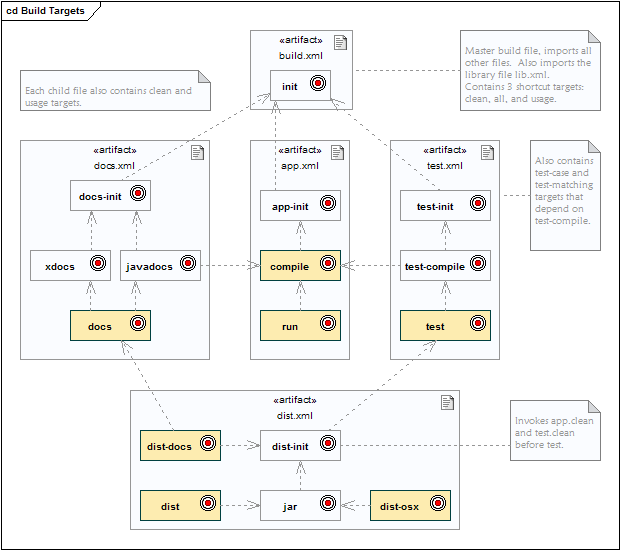 cd Build Targets
«artifact»
build.xml
init
Master build file, imports all
other files.  Also imports the
library file lib.xml.
Contains 3 shortcut targets:
clean, all, and usage.
Each child file also contains clean and
usage targets.
«artifact»
docs.xml
docs-init
xdocs
javadocs
docs
«artifact»
app.xml
app-init
compile
run
«artifact»
test.xml
test-init
test-compile
test
Also contains
test-case and
test-matching
targets that
depend on
test-compile.
«artifact»
dist.xml
dist-docs
dist-init
dist
jar
dist-osx
Invokes app.clean
and test.clean
before test.